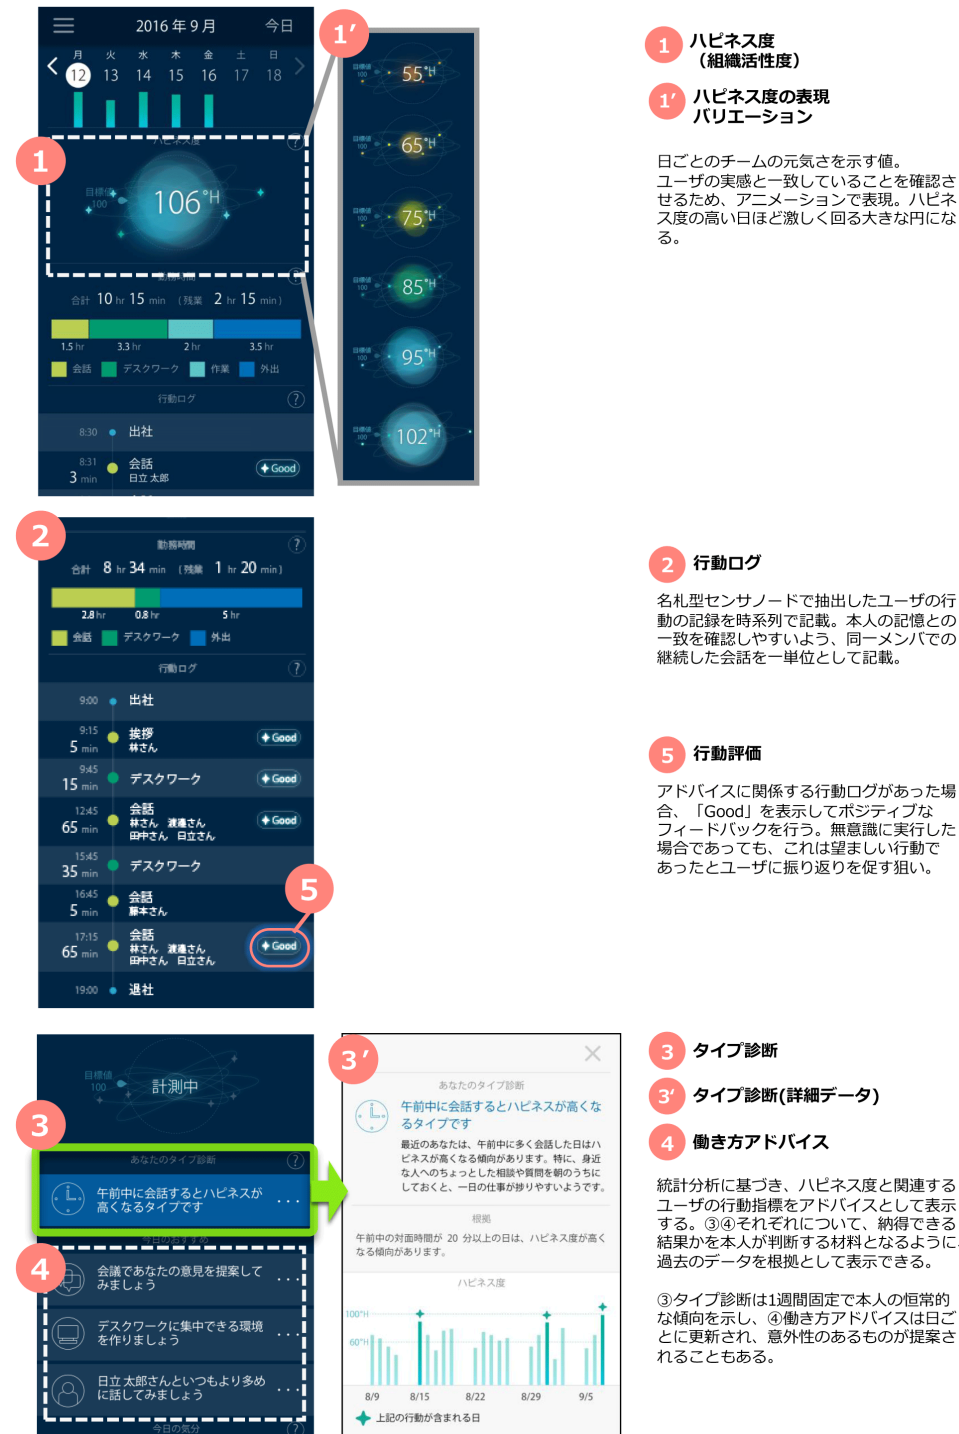 2016年9月 今日
月 火 水 木 金 土 日
12 13 14 15 16 17 18
1
ハピネス度 ?
目標値
100
106°H
勤務時間 ?
合計 10 hr 15 min (残業 2 hr 15 min)
1.5 hr 3.3 hr 2 hr 3.5 hr
会話 デスクワーク 作業 外出
行動ログ ?
8:30 出社
8:31 会話
3 min 日立 太郎
Good
1′
目標値
100
55°H
目標値
100
65°H
目標値
100
75°H
目標値
100
85°H
目標値
100
95°H
目標値
100
102°H
1 ハピネス度
(組織活性度)
1′ ハピネス度の表現
バリエーション
日ごとのチームの元気さを示す値。
ユーザの実感と一致していることを確認さ
せるため、アニメーションで表現。ハピネ
ス度の高い日ほど激しく回る大きな円にな
る。
2
勤務時間 ?
合計 8 hr 34 min (残業 1 hr 20 min)
2.8 hr 0.8 hr 5 hr
会話 デスクワーク 外出
行動ログ ?
9:00 出社
9:15 挨拶
5 min 林さん
Good
9:45
15 min デスクワーク
Good
12:45 会話
65 min 林さん 渡邉さん
田中さん 日立さん
Good
15:45
35 min デスクワーク
16:45 会話
5 min 藤本さん
5
17:15 会話
65 min 林さん 渡邉さん
田中さん 日立さん
Good
19:00 退社
2 行動ログ
名札型センサノードで抽出したユーザの行
動の記録を時系列で記載。本人の記憶との
一致を確認しやすいよう、同一メンバでの
継続した会話を一単位として記載。
5 行動評価
アドバイスに関係する行動ログがあった場
合、「Good」を表示してポジティブな
フィードバックを行う。無意識に実行した
場合であっても、これは望ましい行動で
あったとユーザに振り返りを促す狙い。
目標値
100
計測中
3
あなたのタイプ診断 ?
午前中に会話するとハピネスが
高くなるタイプです
・・・
今日のおすすめ
4
会議であなたの意見を提案して
みましょう
・・・
デスクワークに集中できる環境
を作りましょう
・・・
日立 太郎さんといつもより多め
に話してみましょう
・・・
今日の気分 ?
3′
あなたのタイプ診断
午前中に会話するとハピネスが高くな
るタイプです
最近のあなたは、午前中に多く会話した日はハ
ピネスが高くなる傾向があります。特に、身近
な人へのちょっとした相談や質問を朝のうちに
しておくと、一日の仕事が捗りやすいようです。
根拠
午前中の対面時間が 20 分以上の日は、ハピネス度が高く
なる傾向があります。
ハピネス度
100°H
60°H
8/9 8/15 8/22 8/29 9/5
上記の行動が含まれる日
3 タイプ診断
3′ タイプ診断(詳細データ)
4 働き方アドバイス
統計分析に基づき、ハピネス度と関連する
ユーザの行動指標をアドバイスとして表示
する。③④それぞれについて、納得できる
結果かを本人が判断する材料となるように、
過去のデータを根拠として表示できる。
③タイプ診断は1週間固定で本人の恒常的
な傾向を示し、④働き方アドバイスは日ご
とに更新され、意外性のあるものが提案さ
れることもある。